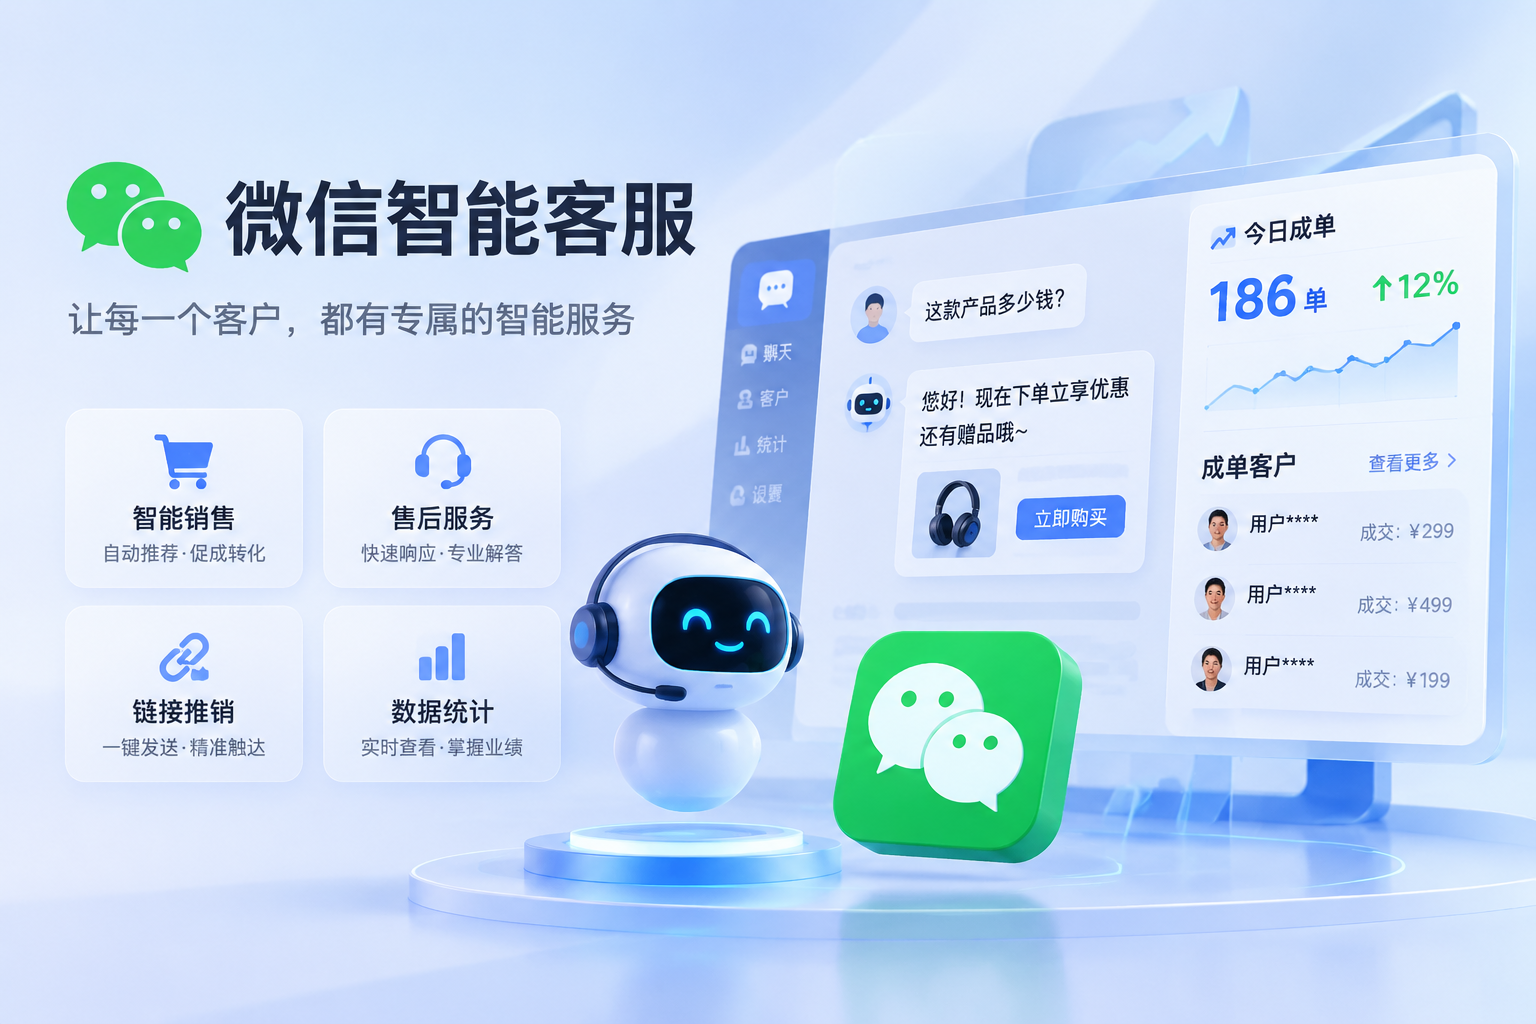 微信智能客服
让每一个客户，都有专属的智能服务
智能销售
自动推荐·促成转化
售后服务
快速响应·专业解答
链接推销
一键发送·精准触达
数据统计
实时查看·掌握业绩
聊天
客户
统计
设置
这款产品多少钱？
您好！现在下单立享优惠
还有赠品哦~
立即购买
今日成单
186单
↑12%
成单客户
查看更多 >
用户****
成交：¥299
用户****
成交：¥499
用户****
成交：¥199